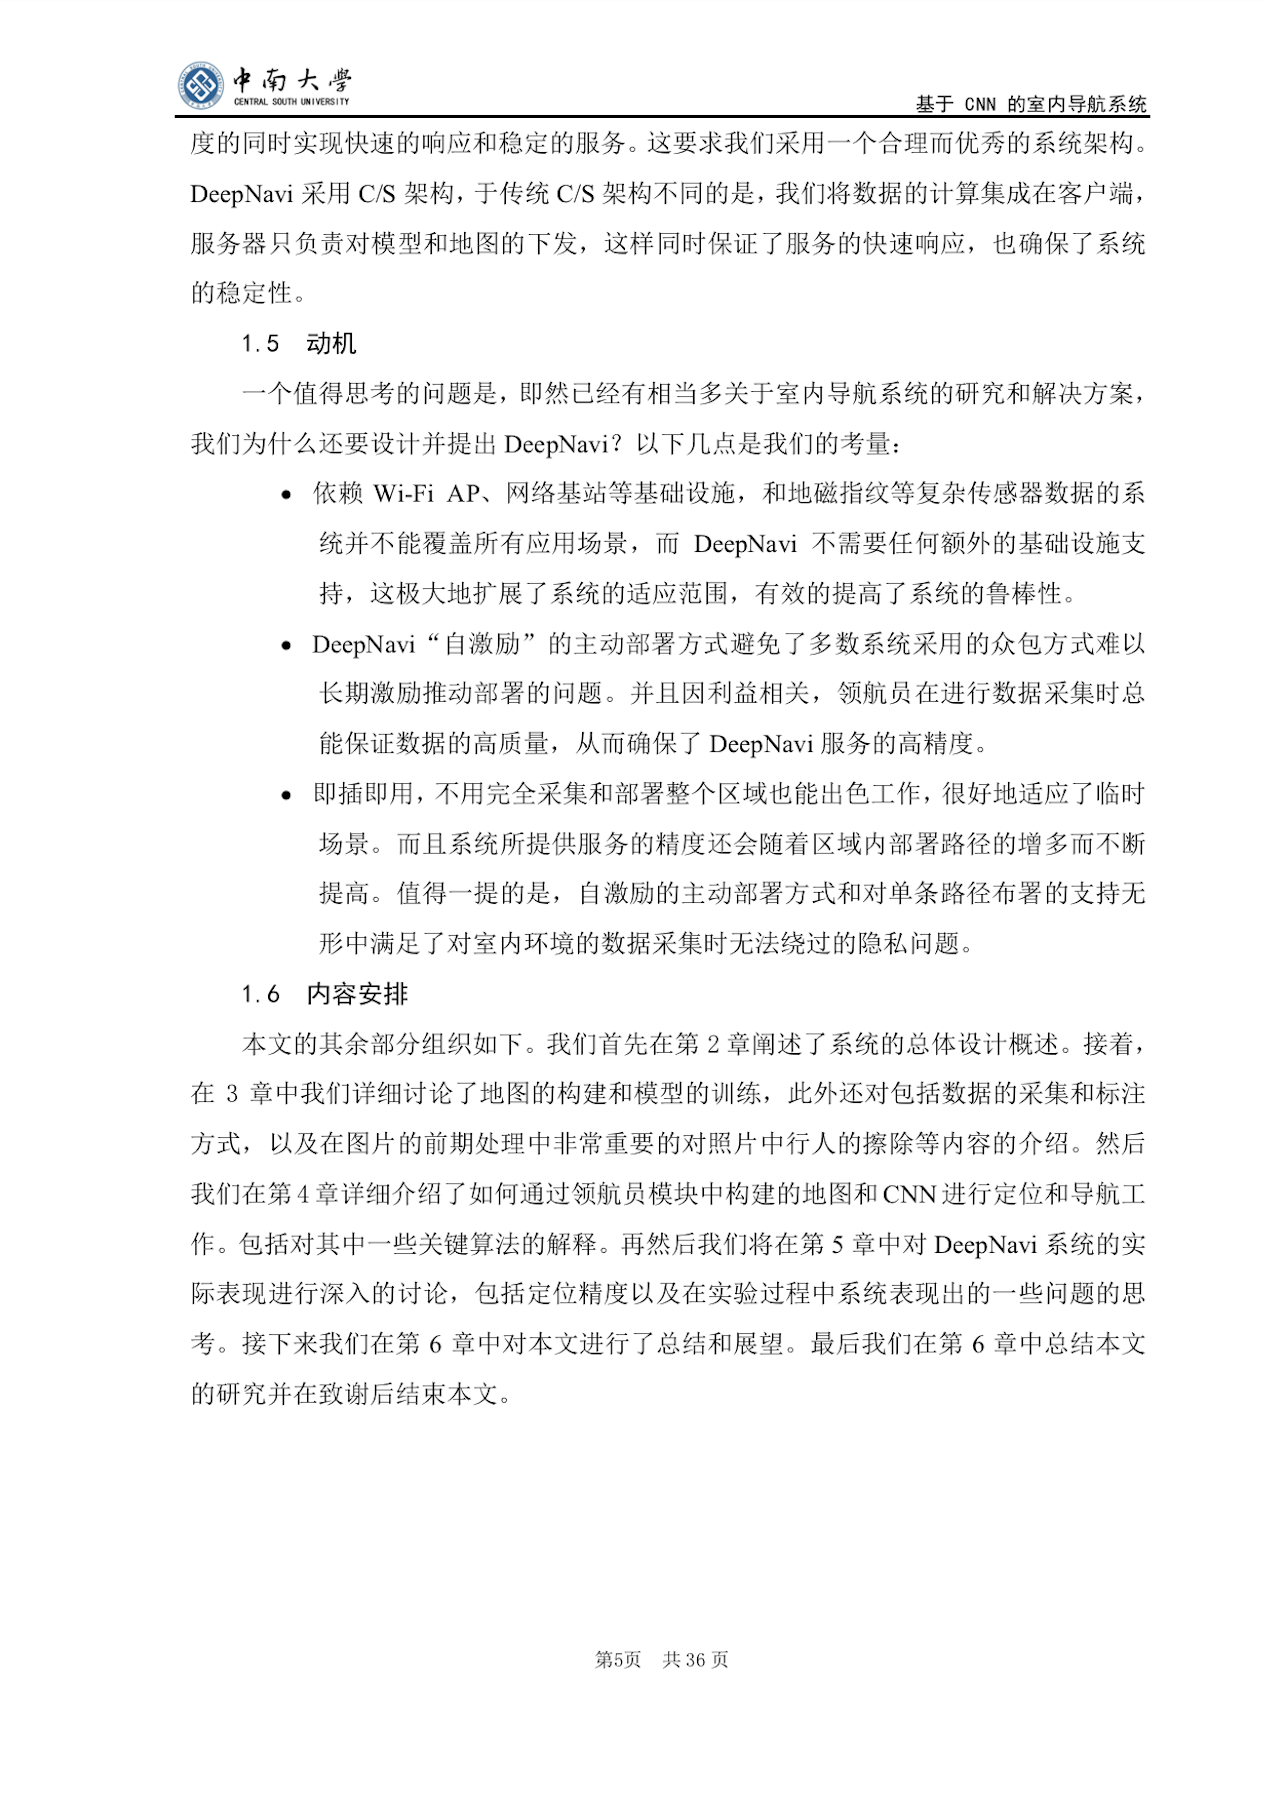 中南大学
CENTRAL SOUTH UNIVERSITY
基于 CNN 的室内导航系统
度的同时实现快速的响应和稳定的服务。这要求我们采用一个合理而优秀的系统架构。
DeepNavi 采用 C/S 架构，于传统 C/S 架构不同的是，我们将数据的计算集成在客户端，
服务器只负责对模型和地图的下发，这样同时保证了服务的快速响应，也确保了系统
的稳定性。
1.5 动机
一个值得思考的问题是，即然已经有相当多关于室内导航系统的研究和解决方案，
我们为什么还要设计并提出 DeepNavi？以下几点是我们的考量：
● 依赖 Wi-Fi AP、网络基站等基础设施，和地磁指纹等复杂传感器数据的系
统并不能覆盖所有应用场景，而 DeepNavi 不需要任何额外的基础设施支
持，这极大地扩展了系统的适应范围，有效的提高了系统的鲁棒性。
● DeepNavi“自激励”的主动部署方式避免了多数系统采用的众包方式难以
长期激励推动部署的问题。并且因利益相关，领航员在进行数据采集时总
能保证数据的高质量，从而确保了 DeepNavi 服务的高精度。
● 即插即用，不用完全采集和部署整个区域也能出色工作，很好地适应了临时
场景。而且系统所提供服务的精度还会随着区域内部署路径的增多而不断
提高。值得一提的是，自激励的主动部署方式和对单条路径布署的支持无
形中满足了对室内环境的数据采集时无法绕过的隐私问题。
1.6 内容安排
本文的其余部分组织如下。我们首先在第 2 章阐述了系统的总体设计概述。接着，
在 3 章中我们详细讨论了地图的构建和模型的训练，此外还对包括数据的采集和标注
方式，以及在图片的前期处理中非常重要的对照片中行人的擦除等内容的介绍。然后
我们在第 4 章详细介绍了如何通过领航员模块中构建的地图和 CNN 进行定位和导航工
作。包括对其中一些关键算法的解释。再然后我们将在第 5 章中对 DeepNavi 系统的实
际表现进行深入的讨论，包括定位精度以及在实验过程中系统表现出的一些问题的思
考。接下来我们在第 6 章中对本文进行了总结和展望。最后我们在第 6 章中总结本文
的研究并在致谢后结束本文。
第5页 共 36 页